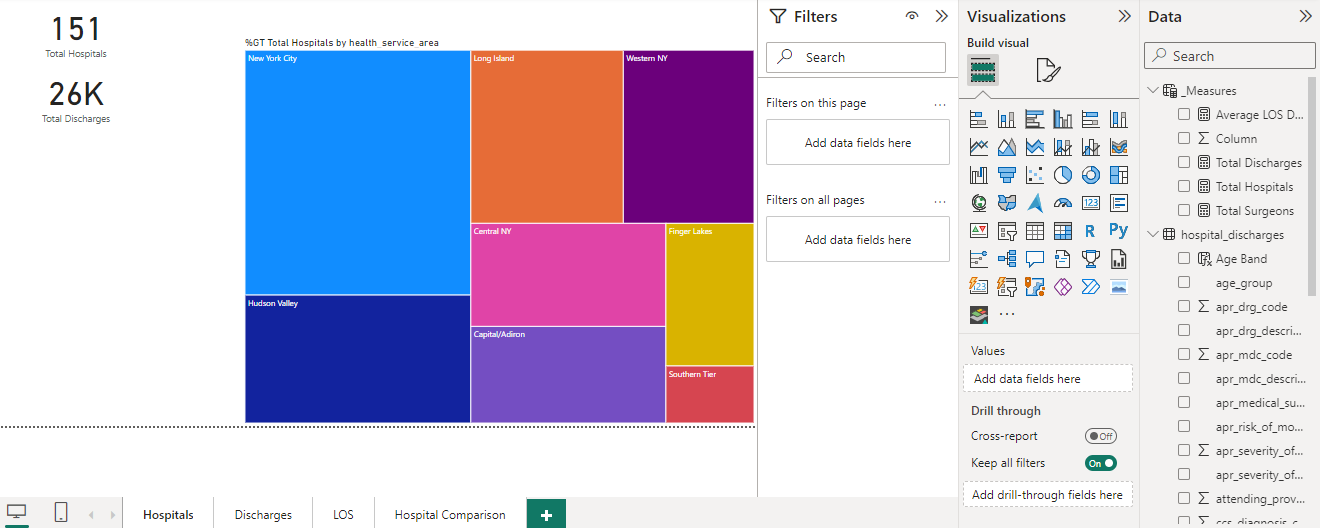 151
Total Hospitals
26K
Total Discharges
%GT Total Hospitals by health_service_area
New York City
Long Island
Western NY
Central NY
Finger Lakes
Hudson Valley
Capital/Adiron
Southern Tier
Hospitals
Discharges
LOS
Hospital Comparison
+
Filters
Search
Filters on this page
...
Add data fields here
Filters on all pages
...
Add data fields here
Visualizations
Build visual
123
R
Py
123
...
Values
Add data fields here
Drill through
Cross-report
Off
Keep all filters
On
Add drill-through fields here
Data
Search
_Measures
Average LOS D...
Column
Total Discharges
Total Hospitals
Total Surgeons
hospital_discharges
Age Band
age_group
apr_drg_code
apr_drg_descri...
apr_mdc_code
apr_mdc_descri...
apr_medical_su...
apr_risk_of_mo...
apr_severity_of...
apr_severity_of...
attending_prov...